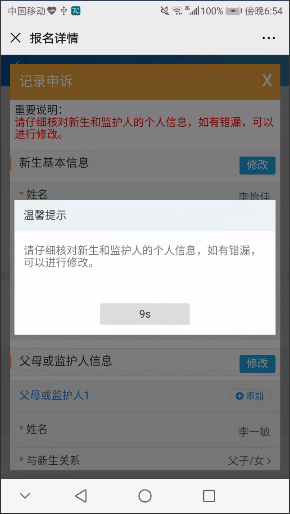 中国移动 100% 傍晚6:54
× 报名详情 ...
记录申诉 X
重要说明：
请仔细核对新生和监护人的个人信息，如有错漏，可以
进行修改。
新生基本信息 修改
* 姓名 李怡佳
温馨提示
请仔细核对新生和监护人的个人信息，如有错漏，
可以进行修改。
9s
父母或监护人信息 修改
父母或监护人1 添加
* 姓名 李一敏
* 与新生关系 父子/女 >